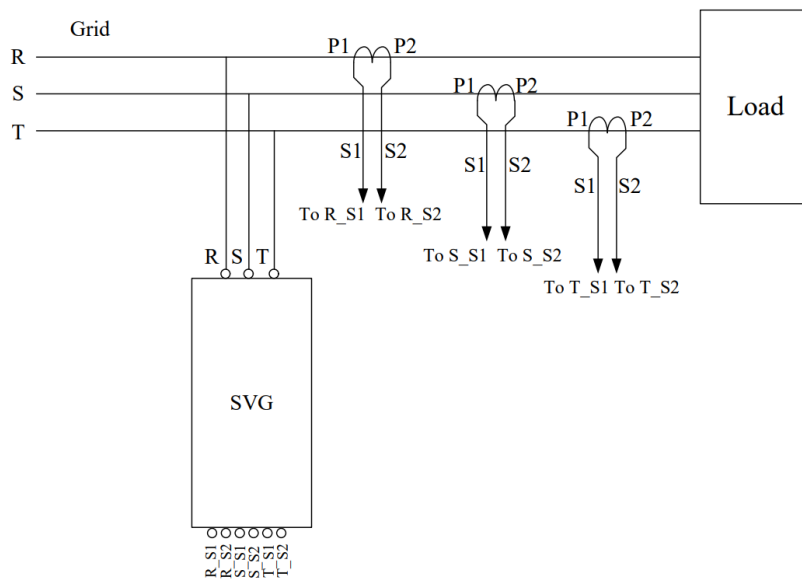 Grid
R
P1 P2
S
P1 P2
T
P1 P2
Load
S1 S2
S1 S2
S1 S2
To R_S1 To R_S2
To S_S1 To S_S2
To T_S1 To T_S2
R S T
SVG
R_S1
R_S2
S_S1
S_S2
T_S1
T_S2